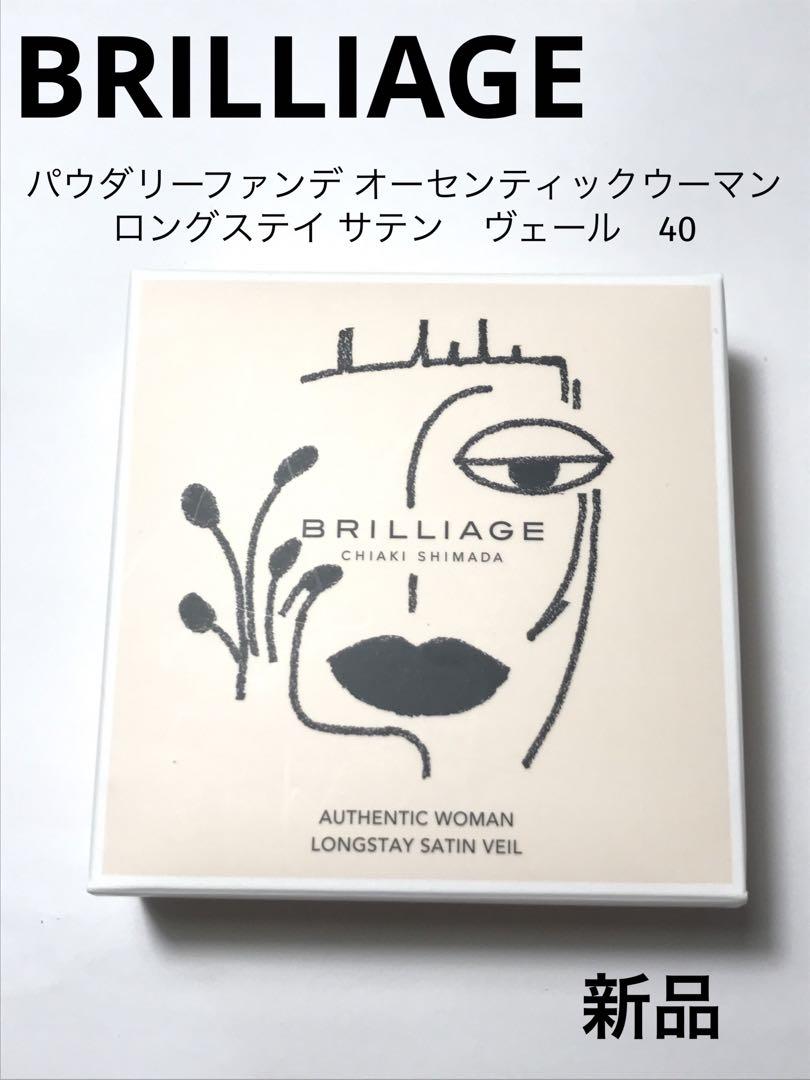 BRILLIAGE
パウダリーファンデ オーセンティックウーマン
ロングステイ サテン　ヴェール　40
BRILLIAGE
CHIAKI SHIMADA
AUTHENTIC WOMAN
LONGSTAY SATIN VEIL
新品